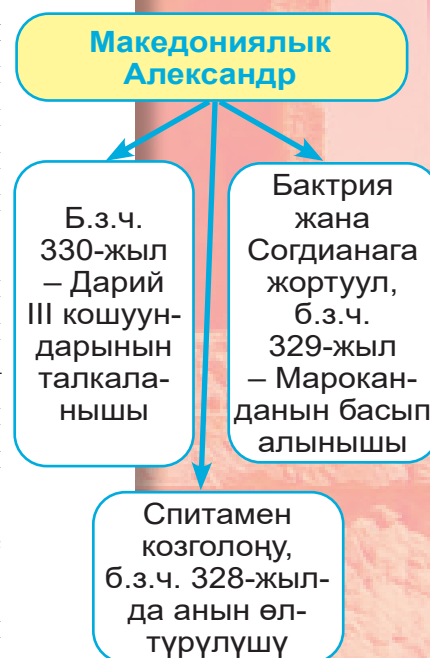 Македониялык
Александр
Б.з.ч.
330-жыл
– Дарий
III кошуун-
дарынын
талкала-
нышы
Бактрия
жана
Согдианага
жортуул,
б.з.ч.
329-жыл
– Марокан-
данын басып
алынышы
Спитамен
козголоңу,
б.з.ч. 328-жыл-
да анын өл-
түрүлүшү